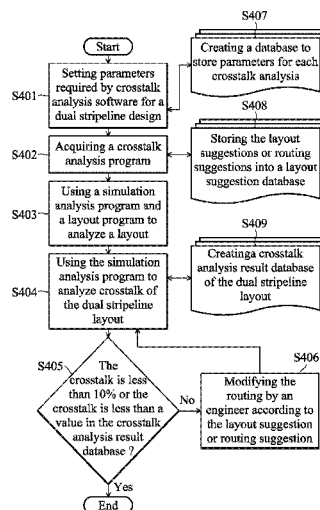 Start
S407
Creating a database to
store parameters for each
crosstalk analysis
Setting parameters
required by crosstalk
analysis software for a
dual stripeline design
S401
S408
Storing the layout
suggestions or routing
suggestions into a layout
suggestion database
Acquiring a crosstalk
analysis program
S402
Using a simulation
analysis program and
a layout program to
analyze a layout
S403
S409
Creatinga crosstalk
analysis result database
of the dual stripeline
layout
Using the simulation
analysis program to
analyze crosstalk of
the dual stripeline
layout
S404
S405
The
crosstalk is less
than 10% or the
crosstalk is less than a
value in the crosstalk
analysis result
database ?
No
S406
Modifying the
routing by an
engineer according to
the layout suggestion
or routing suggestion
Yes
End